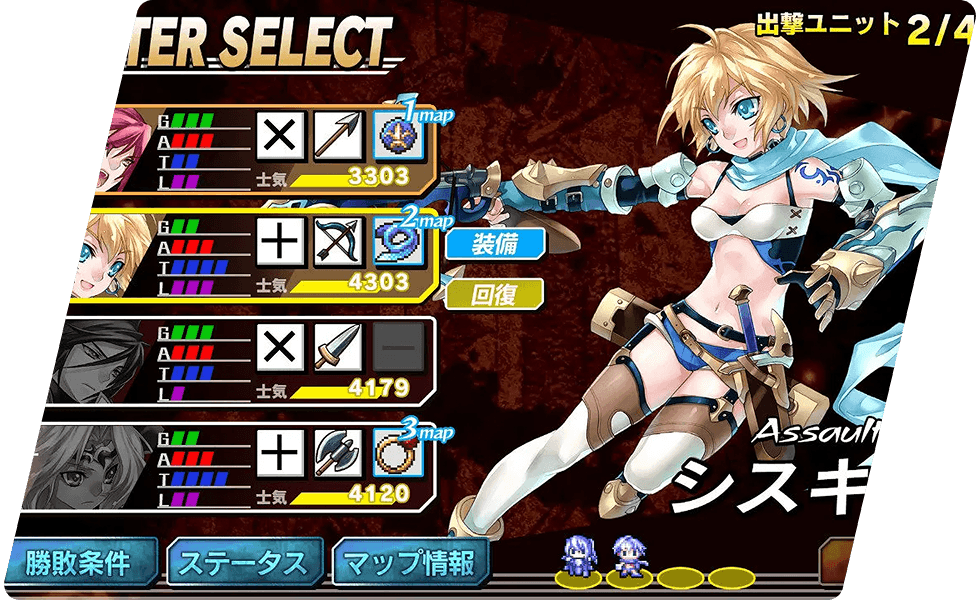 TER SELECT
出撃ユニット 2/4
G
A
T
L
士気 3303
1map
G
A
T
L
士気 4303
2map
装備
回復
G
A
T
L
士気 4179
G
A
T
L
士気 4120
3map
Assault
シスキ
勝敗条件
ステータス
マップ情報